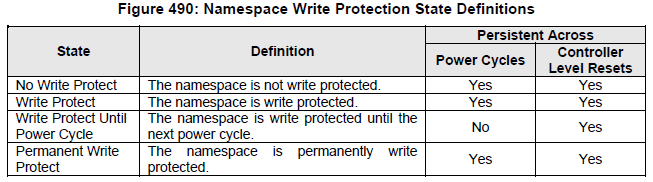 Figure 490: Namespace Write Protection State Definitions
State Definition Persistent Across
Power Cycles Controller
Level Resets
No Write Protect The namespace is not write protected. Yes Yes
Write Protect The namespace is write protected. Yes Yes
Write Protect Until
Power Cycle The namespace is write protected until the
next power cycle. No Yes
Permanent Write
Protect The namespace is permanently write
protected. Yes Yes